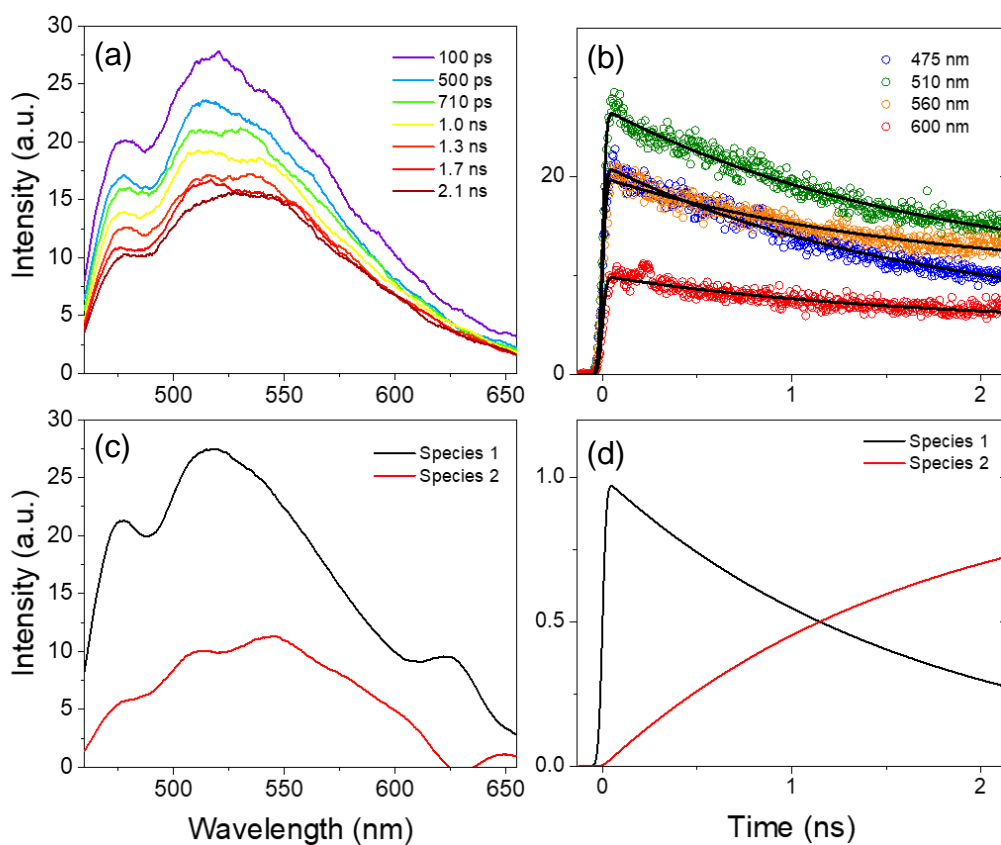 (a)
100 ps
500 ps
710 ps
1.0 ns
1.3 ns
1.7 ns
2.1 ns
30
25
20
15
10
5
0
500
550
600
650
Intensity (a.u.)
(b)
475 nm
510 nm
560 nm
600 nm
20
0
0
1
2
(c)
Species 1
Species 2
30
25
20
15
10
5
0
500
550
600
650
Intensity (a.u.)
Wavelength (nm)
(d)
Species 1
Species 2
1.0
0.5
0.0
0
1
2
Time (ns)